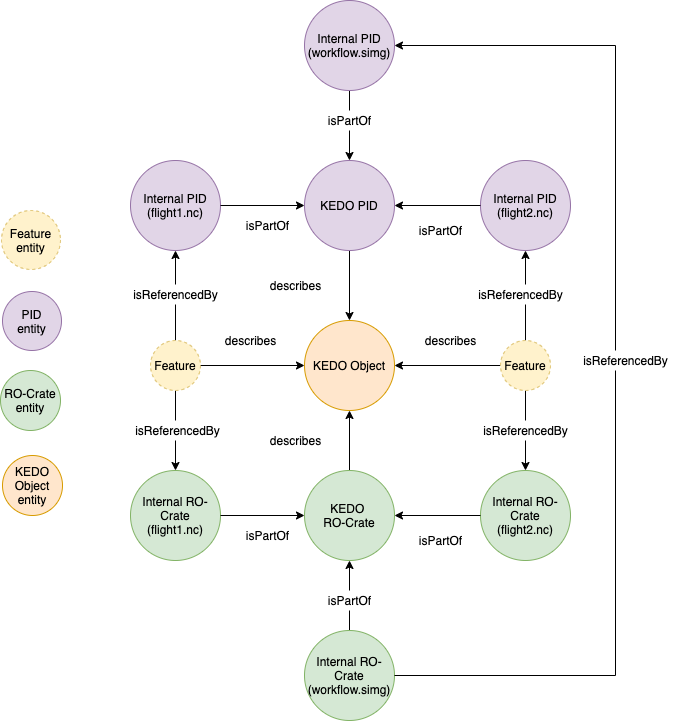 Internal PID
(workflow.simg)
isPartOf
Internal PID
(flight1.nc)
KEDO PID
Internal PID
(flight2.nc)
isPartOf
isPartOf
Feature
entity
describes
isReferencedBy
isReferencedBy
PID
entity
describes
describes
Feature
KEDO Object
Feature
isReferencedBy
RO-Crate
entity
isReferencedBy
describes
isReferencedBy
KEDO
Object
entity
Internal RO-
Crate
(flight1.nc)
KEDO
RO-Crate
Internal RO-
Crate
(flight2.nc)
isPartOf
isPartOf
isPartOf
Internal RO-
Crate
(workflow.simg)